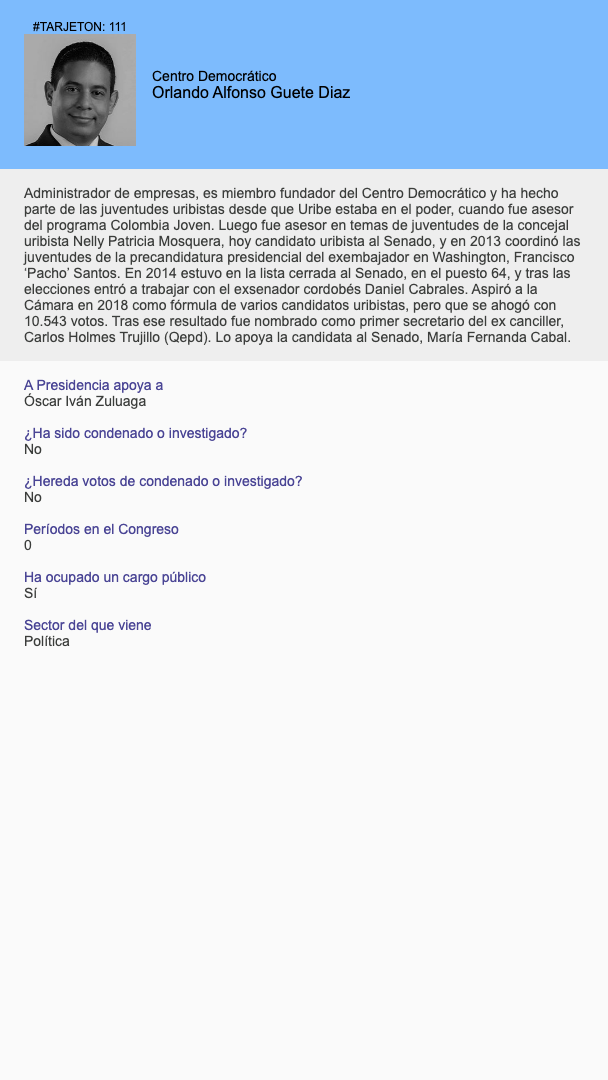 #TARJETON: 111
Centro Democrático
Orlando Alfonso Guete Diaz
Administrador de empresas, es miembro fundador del Centro Democrático y ha hecho
parte de las juventudes uribistas desde que Uribe estaba en el poder, cuando fue asesor
del programa Colombia Joven. Luego fue asesor en temas de juventudes de la concejal
uribista Nelly Patricia Mosquera, hoy candidato uribista al Senado, y en 2013 coordinó las
juventudes de la precandidatura presidencial del exembajador en Washington, Francisco
‘Pacho’ Santos. En 2014 estuvo en la lista cerrada al Senado, en el puesto 64, y tras las
elecciones entró a trabajar con el exsenador cordobés Daniel Cabrales. Aspiró a la
Cámara en 2018 como fórmula de varios candidatos uribistas, pero que se ahogó con
10.543 votos. Tras ese resultado fue nombrado como primer secretario del ex canciller,
Carlos Holmes Trujillo (Qepd). Lo apoya la candidata al Senado, María Fernanda Cabal.
A Presidencia apoya a
Óscar Iván Zuluaga
¿Ha sido condenado o investigado?
No
¿Hereda votos de condenado o investigado?
No
Períodos en el Congreso
0
Ha ocupado un cargo público
Sí
Sector del que viene
Política